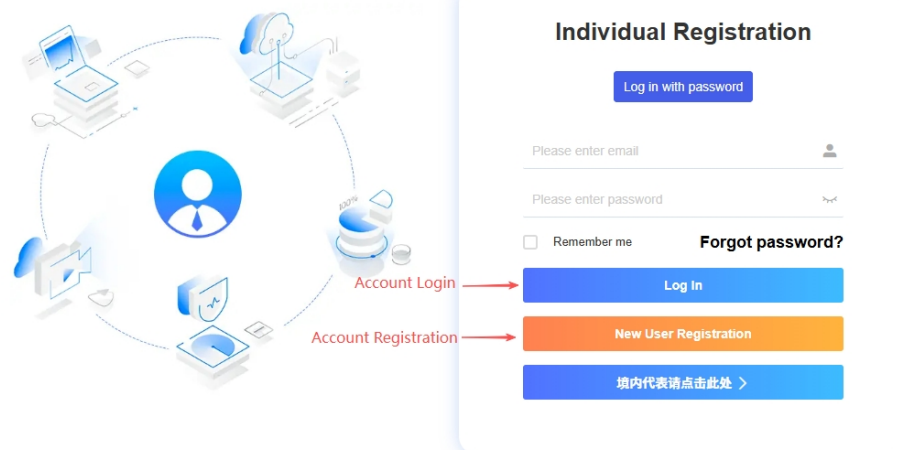 Individual Registration
Log in with password
100%
Please enter email
Please enter password
Remember me
Forgot password?
Account Login
Log In
Account Registration
New User Registration
境内代表请点击此处